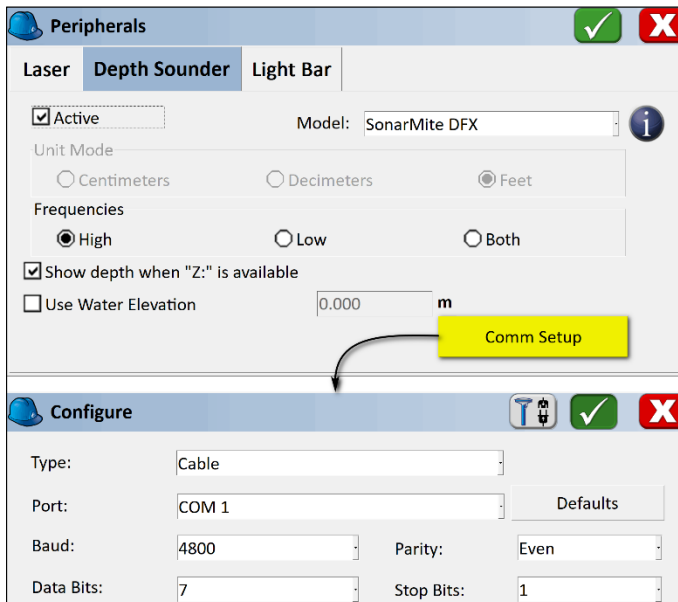 Peripherals
Laser Depth Sounder Light Bar
Active Model: SonarMite DFX
Unit Mode
Centimeters Decimeters Feet
Frequencies
High Low Both
Show depth when "Z:" is available
Use Water Elevation 0.000 m
Comm Setup
Configure
Type: Cable
Port: COM 1 Defaults
Baud: 4800 Parity: Even
Data Bits: 7 Stop Bits: 1